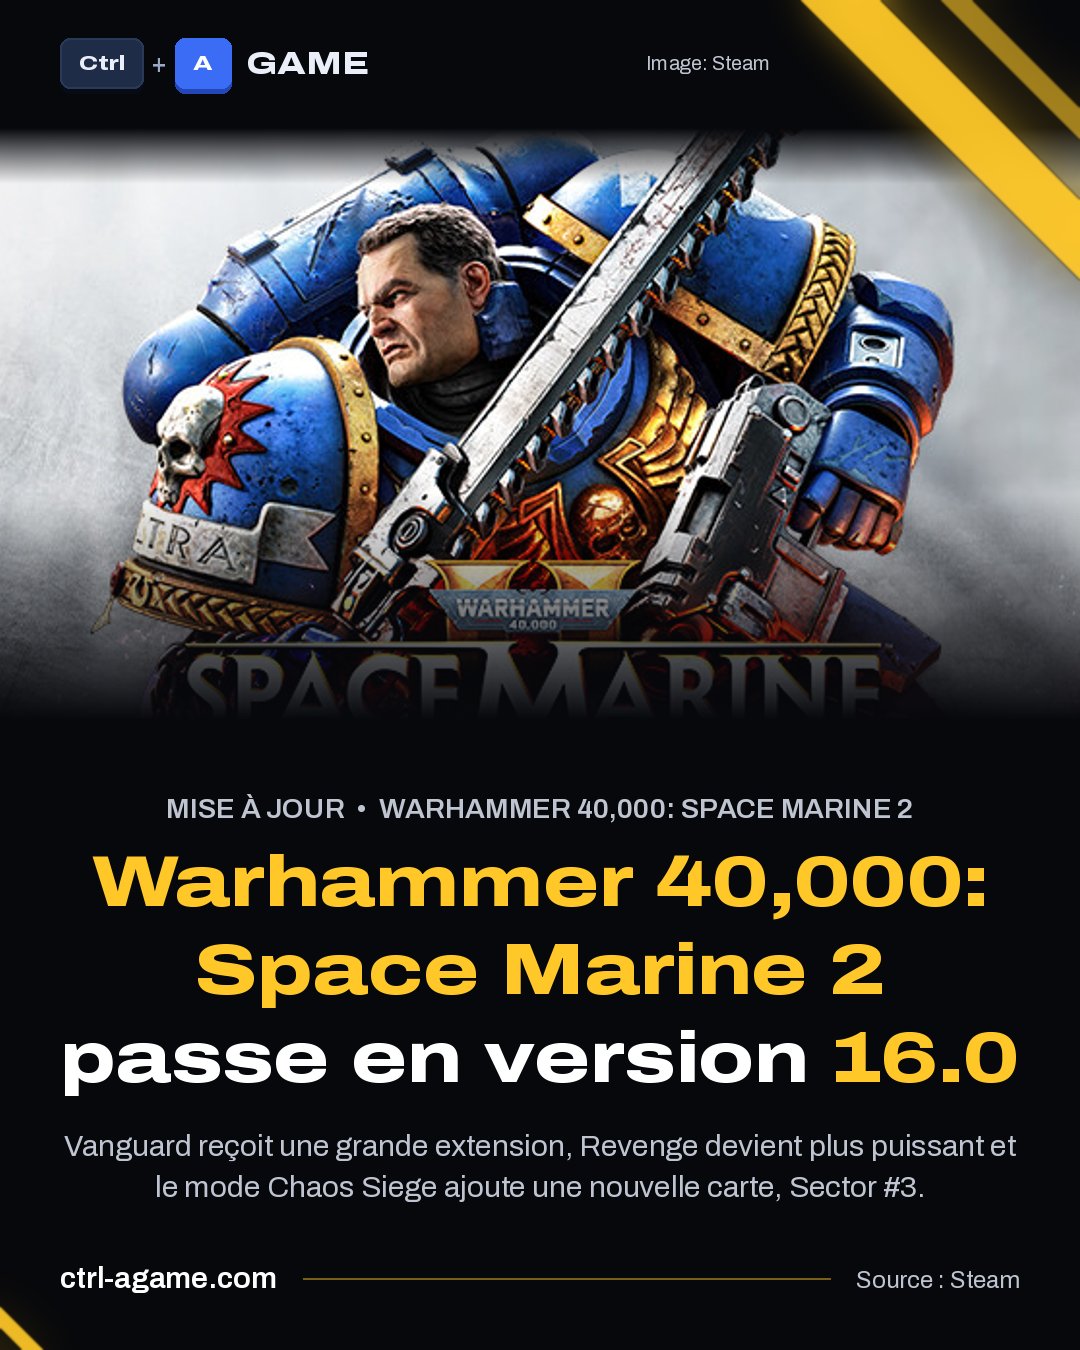 Ctrl + A GAME
Image: Steam
LTRA
WARHAMMER
40,000
SPACE MARINE
MISE À JOUR • WARHAMMER 40,000: SPACE MARINE 2
Warhammer 40,000:
Space Marine 2
passe en version 16.0
Vanguard reçoit une grande extension, Revenge devient plus puissant et
le mode Chaos Siege ajoute une nouvelle carte, Sector #3.
ctrl-agame.com
Source : Steam